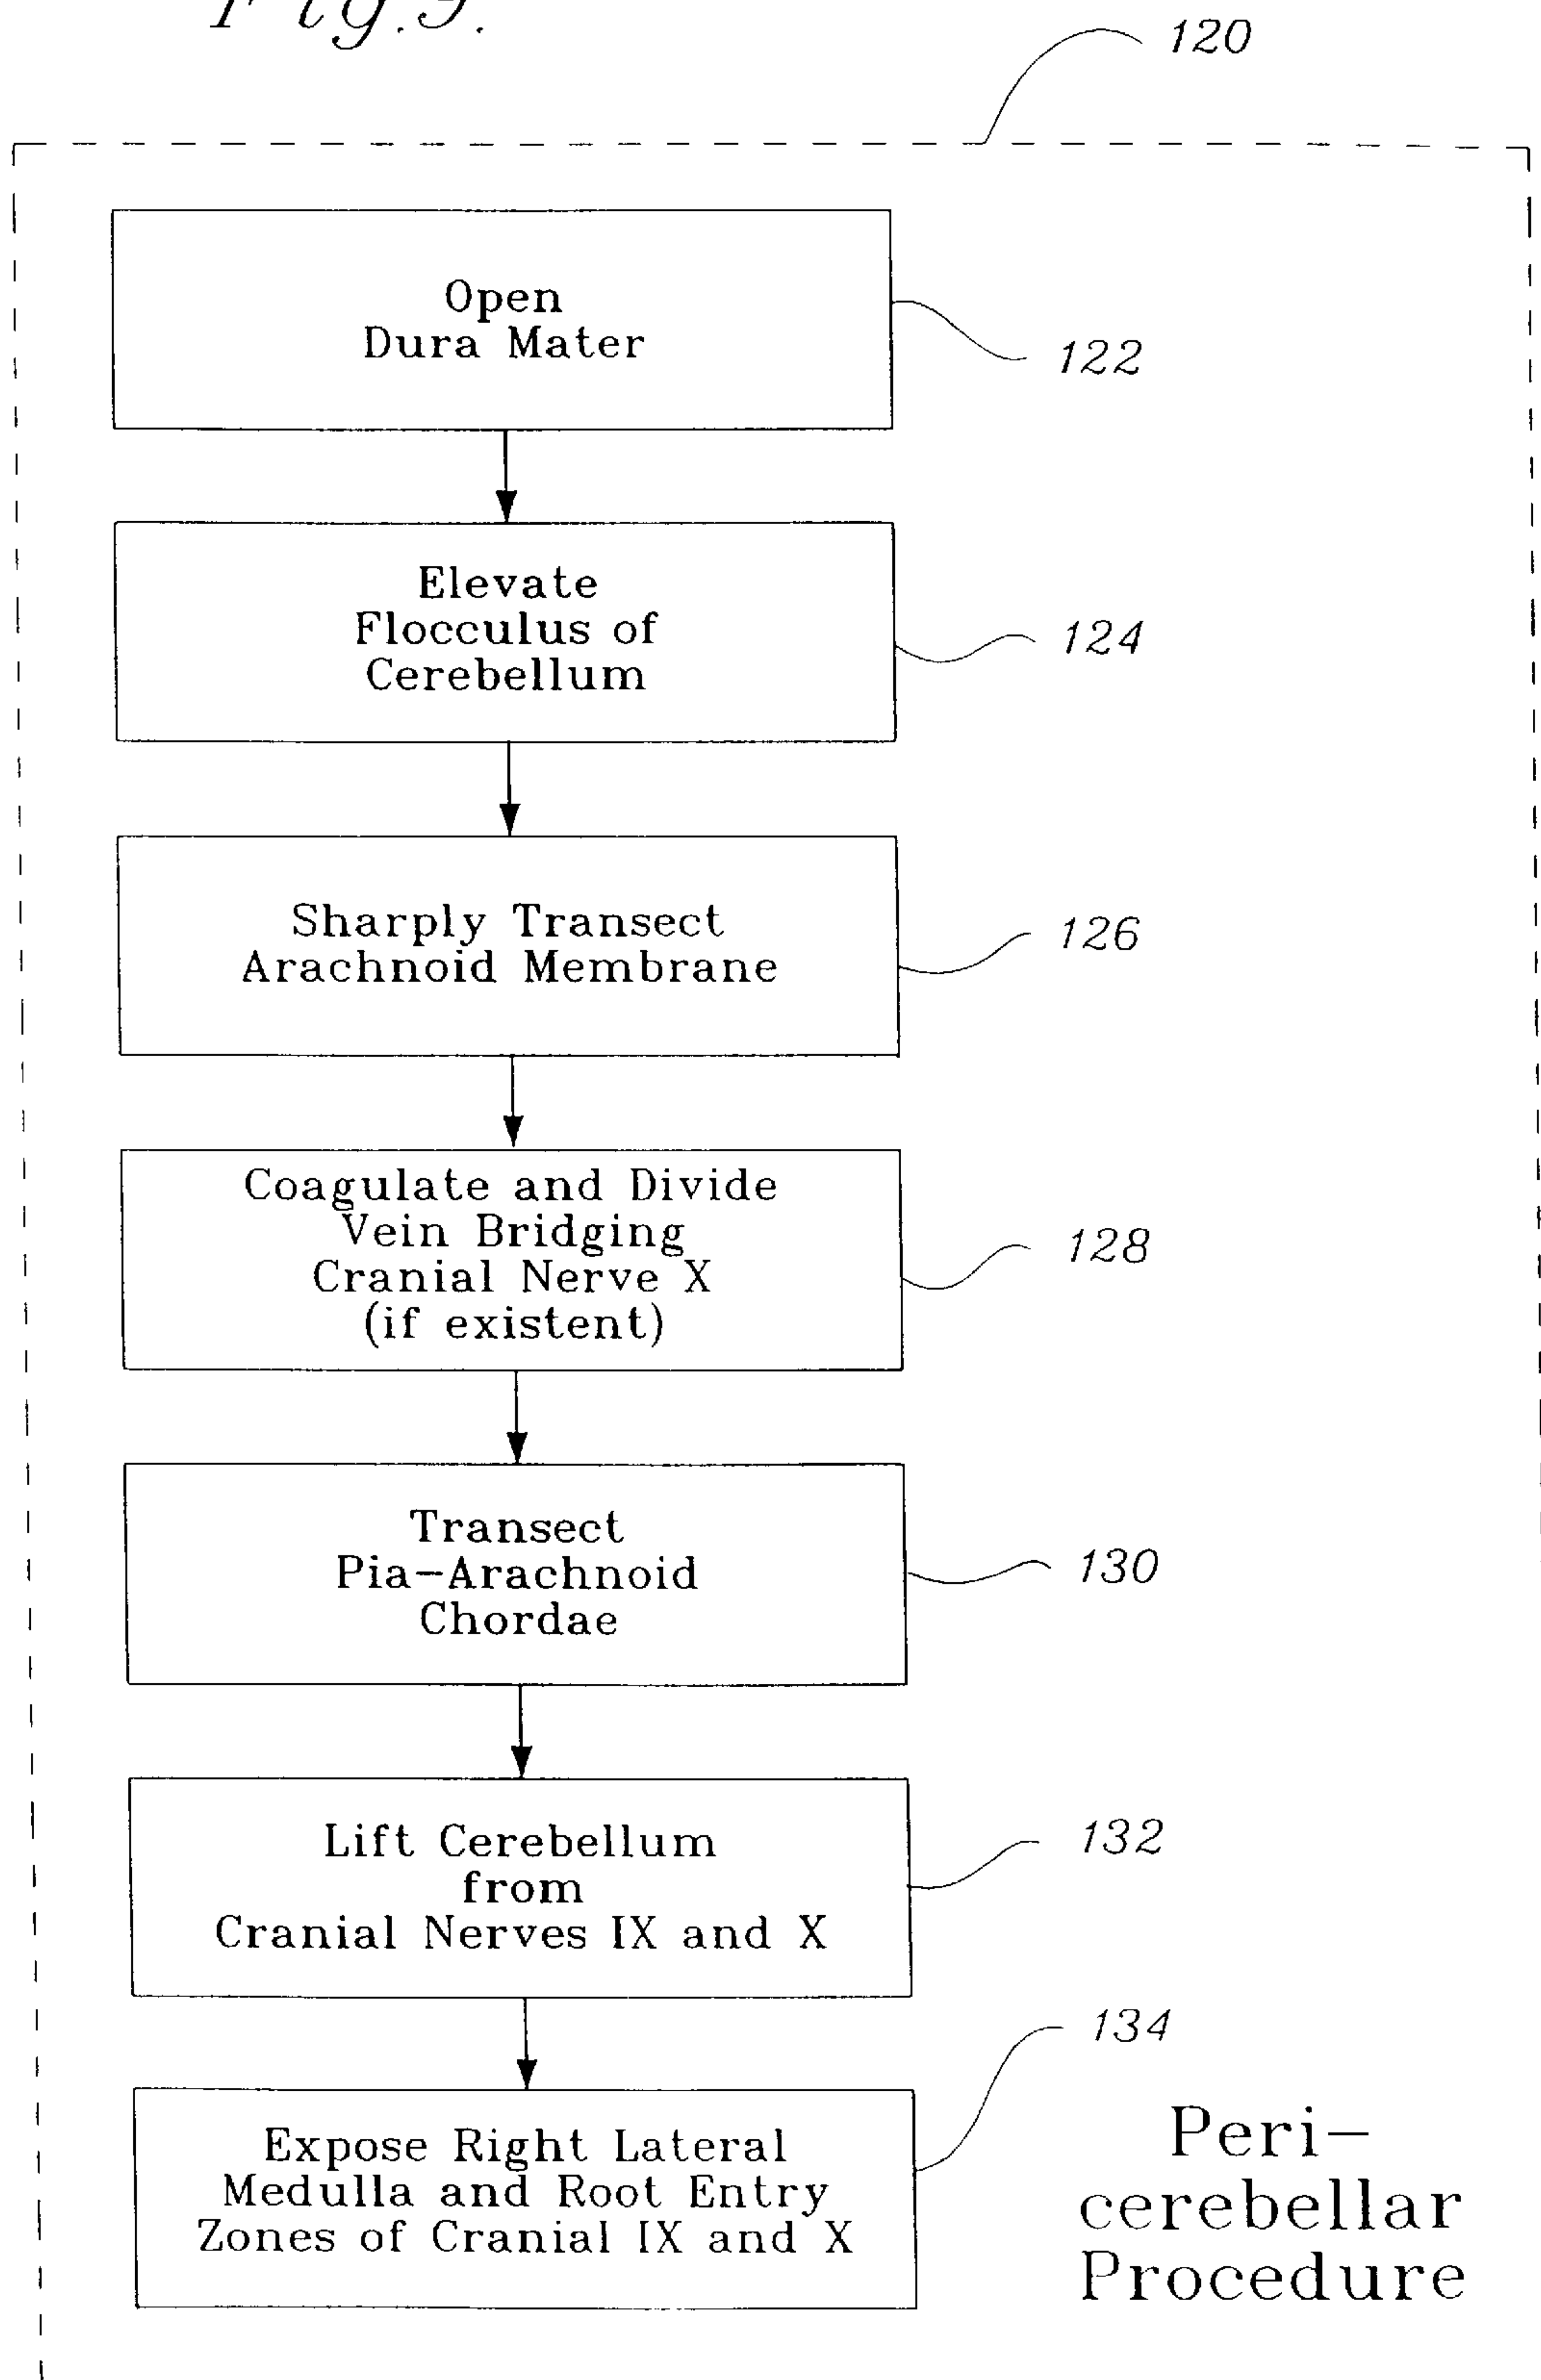 Fig.9.
120
Open
Dura Mater
122
Elevate
Flocculus of
Cerebellum
124
Sharply Transect
Arachnoid Membrane
126
Coagulate and Divide
Vein Bridging
Cranial Nerve X
(if existent)
128
Transect
Pia-Arachnoid
Chordae
130
Lift Cerebellum
from
Cranial Nerves IX and X
132
Expose Right Lateral
Medulla and Root Entry
Zones of Cranial IX and X
134
Peri-
cerebellar
Procedure